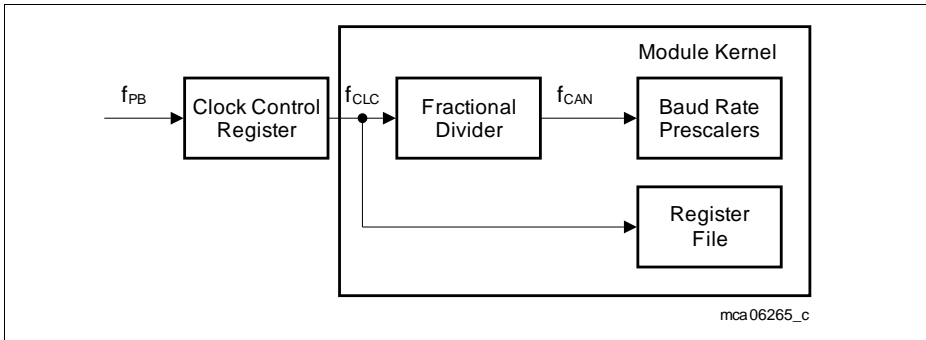 Module Kernel
f_PB
Clock Control
Register
f_CLC
Fractional
Divider
f_CAN
Baud Rate
Prescalers
Register
File
mca06265_c